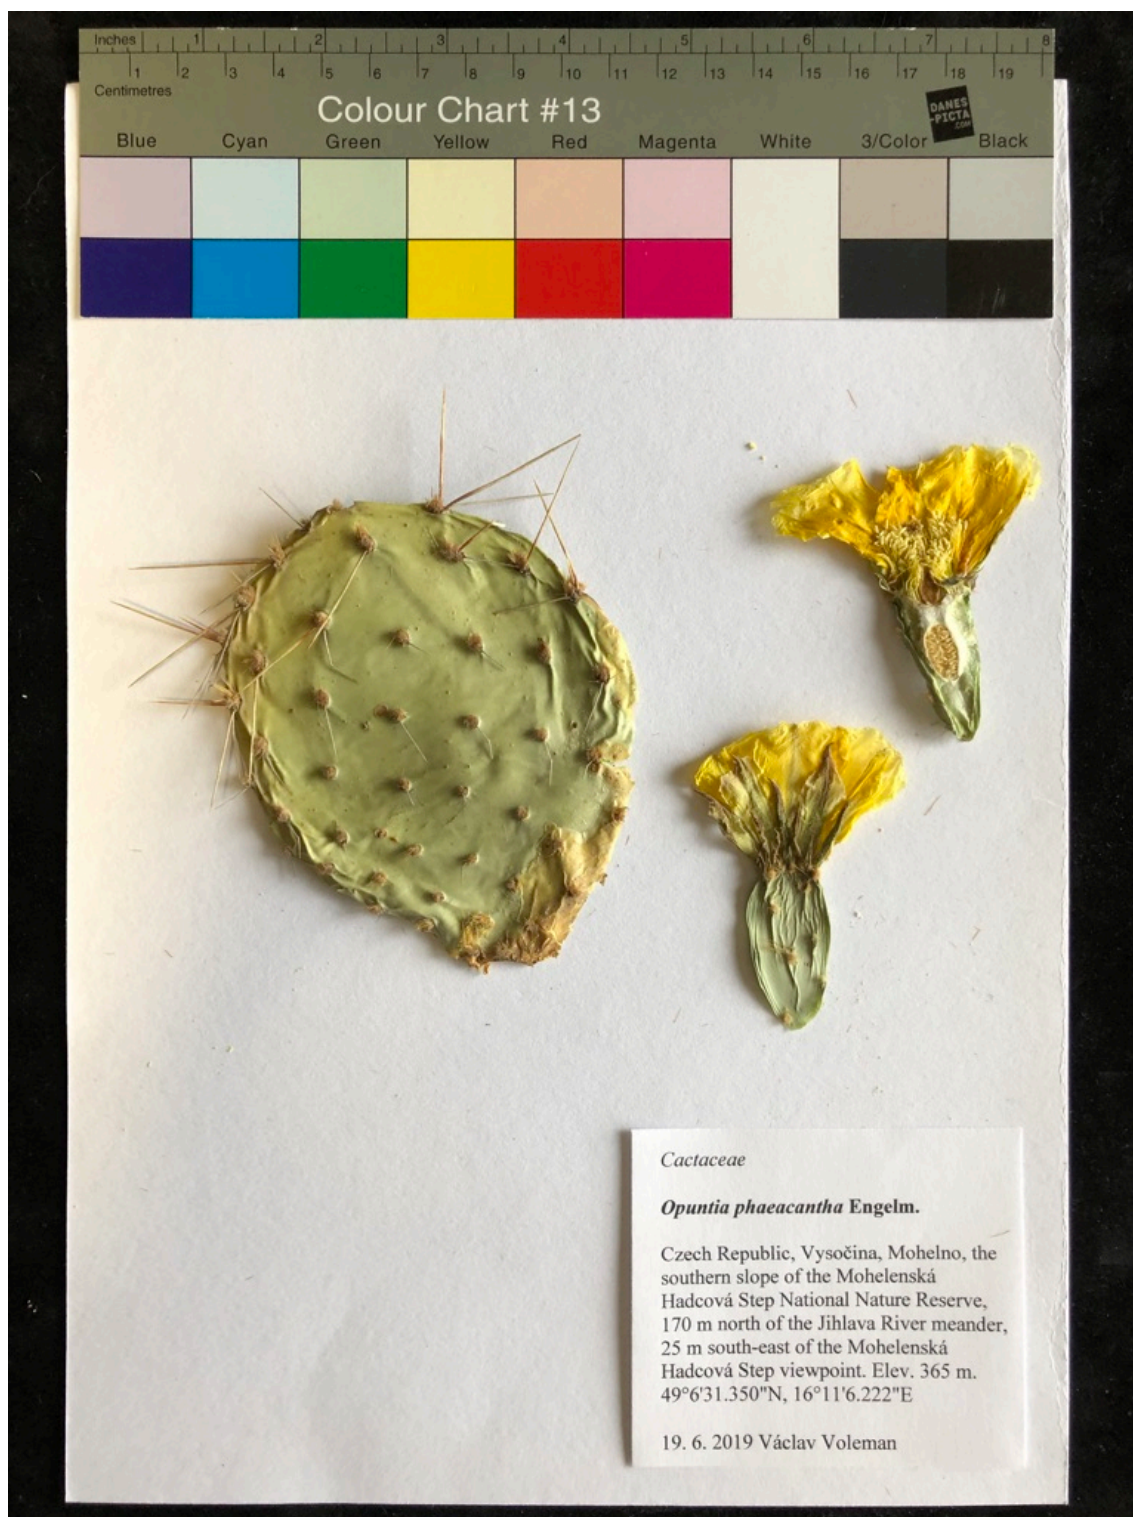 Inches 1 2 3 4 5 6 7 8
1 2 3 4 5 6 7 8 9 10 11 12 13 14 15 16 17 18 19
Centimetres
Colour Chart #13
DANES
-PICTA
.COM
Blue Cyan Green Yellow Red Magenta White 3/Color Black
Cactaceae
Opuntia phaeacantha Engelm.
Czech Republic, Vysočina, Mohelno, the
southern slope of the Mohelenská
Hadcová Step National Nature Reserve,
170 m north of the Jihlava River meander,
25 m south-east of the Mohelenská
Hadcová Step viewpoint. Elev. 365 m.
49°6'31.350"N, 16°11'6.222"E
19. 6. 2019 Václav Voleman